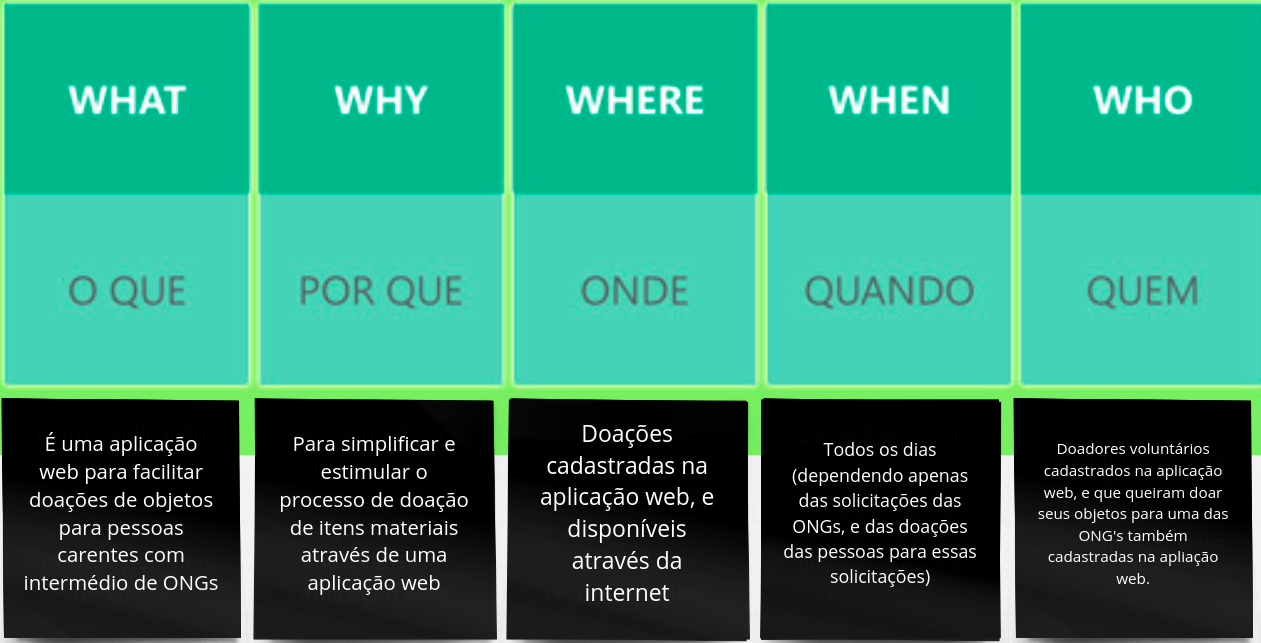 WHAT
WHY
WHERE
WHEN
WHO
O QUE
POR QUE
ONDE
QUANDO
QUEM
É uma aplicação
web para facilitar
doações de objetos
para pessoas
carentes com
intermédio de ONGs
Para simplificar e
estimular o
processo de doação
de itens materiais
através de uma
aplicação web
Doações
cadastradas na
aplicação web, e
disponíveis
através da
internet
Todos os dias
(dependendo apenas
das solicitações das
ONGs, e das doações
das pessoas para essas
solicitações)
Doadores voluntários
cadastrados na aplicação
web, e que queiram doar
seus objetos para uma das
ONG's também
cadastradas na apliação
web.